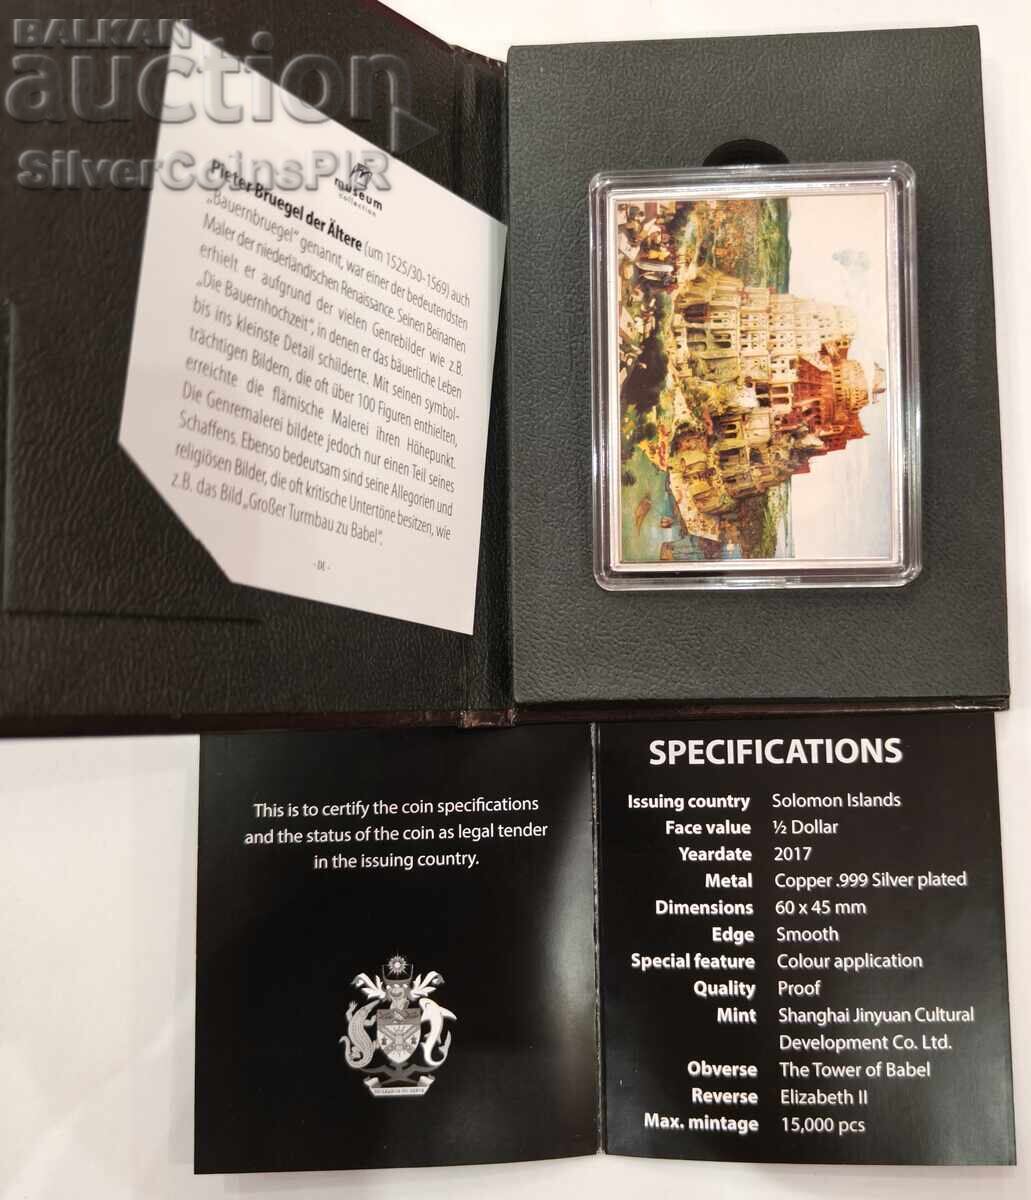 BALKAN
auction
SilverCoinsPIR
museum
collection
Pieter Bruegel der Ältere (um 1525/30-1569) auch
„Bauernbruegel“ genannt, war einer der bedeutendsten
Maler der niederländischen Renaissance. Seinen Beinamen
erhielt er aufgrund der vielen Genrebilder wie z.B.
„Die Bauernhochzeit“, in denen er das bäuerliche Leben
bis ins kleinste Detail schilderte. Mit seinen symbol-
trächtigen Bildern, die oft über 100 Figuren enthielten,
erreichte die flämische Malerei ihren Höhepunkt.
Die Genremalerei bildete jedoch nur einen Teil seines
Schaffens. Ebenso bedeutsam sind seine Allegorien und
religiösen Bilder, die oft kritische Untertöne besitzen, wie
z.B. das Bild „Großer Turmbau zu Babel“.
- DE -
This is to certify the coin specifications
and the status of the coin as legal tender
in the issuing country.
SPECIFICATIONS
Issuing country Solomon Islands
Face value ½ Dollar
Yeardate 2017
Metal Copper .999 Silver plated
Dimensions 60 x 45 mm
Edge Smooth
Special feature Colour application
Quality Proof
Mint Shanghai Jinyuan Cultural
Development Co. Ltd.
Obverse The Tower of Babel
Reverse Elizabeth II
Max. mintage 15,000 pcs